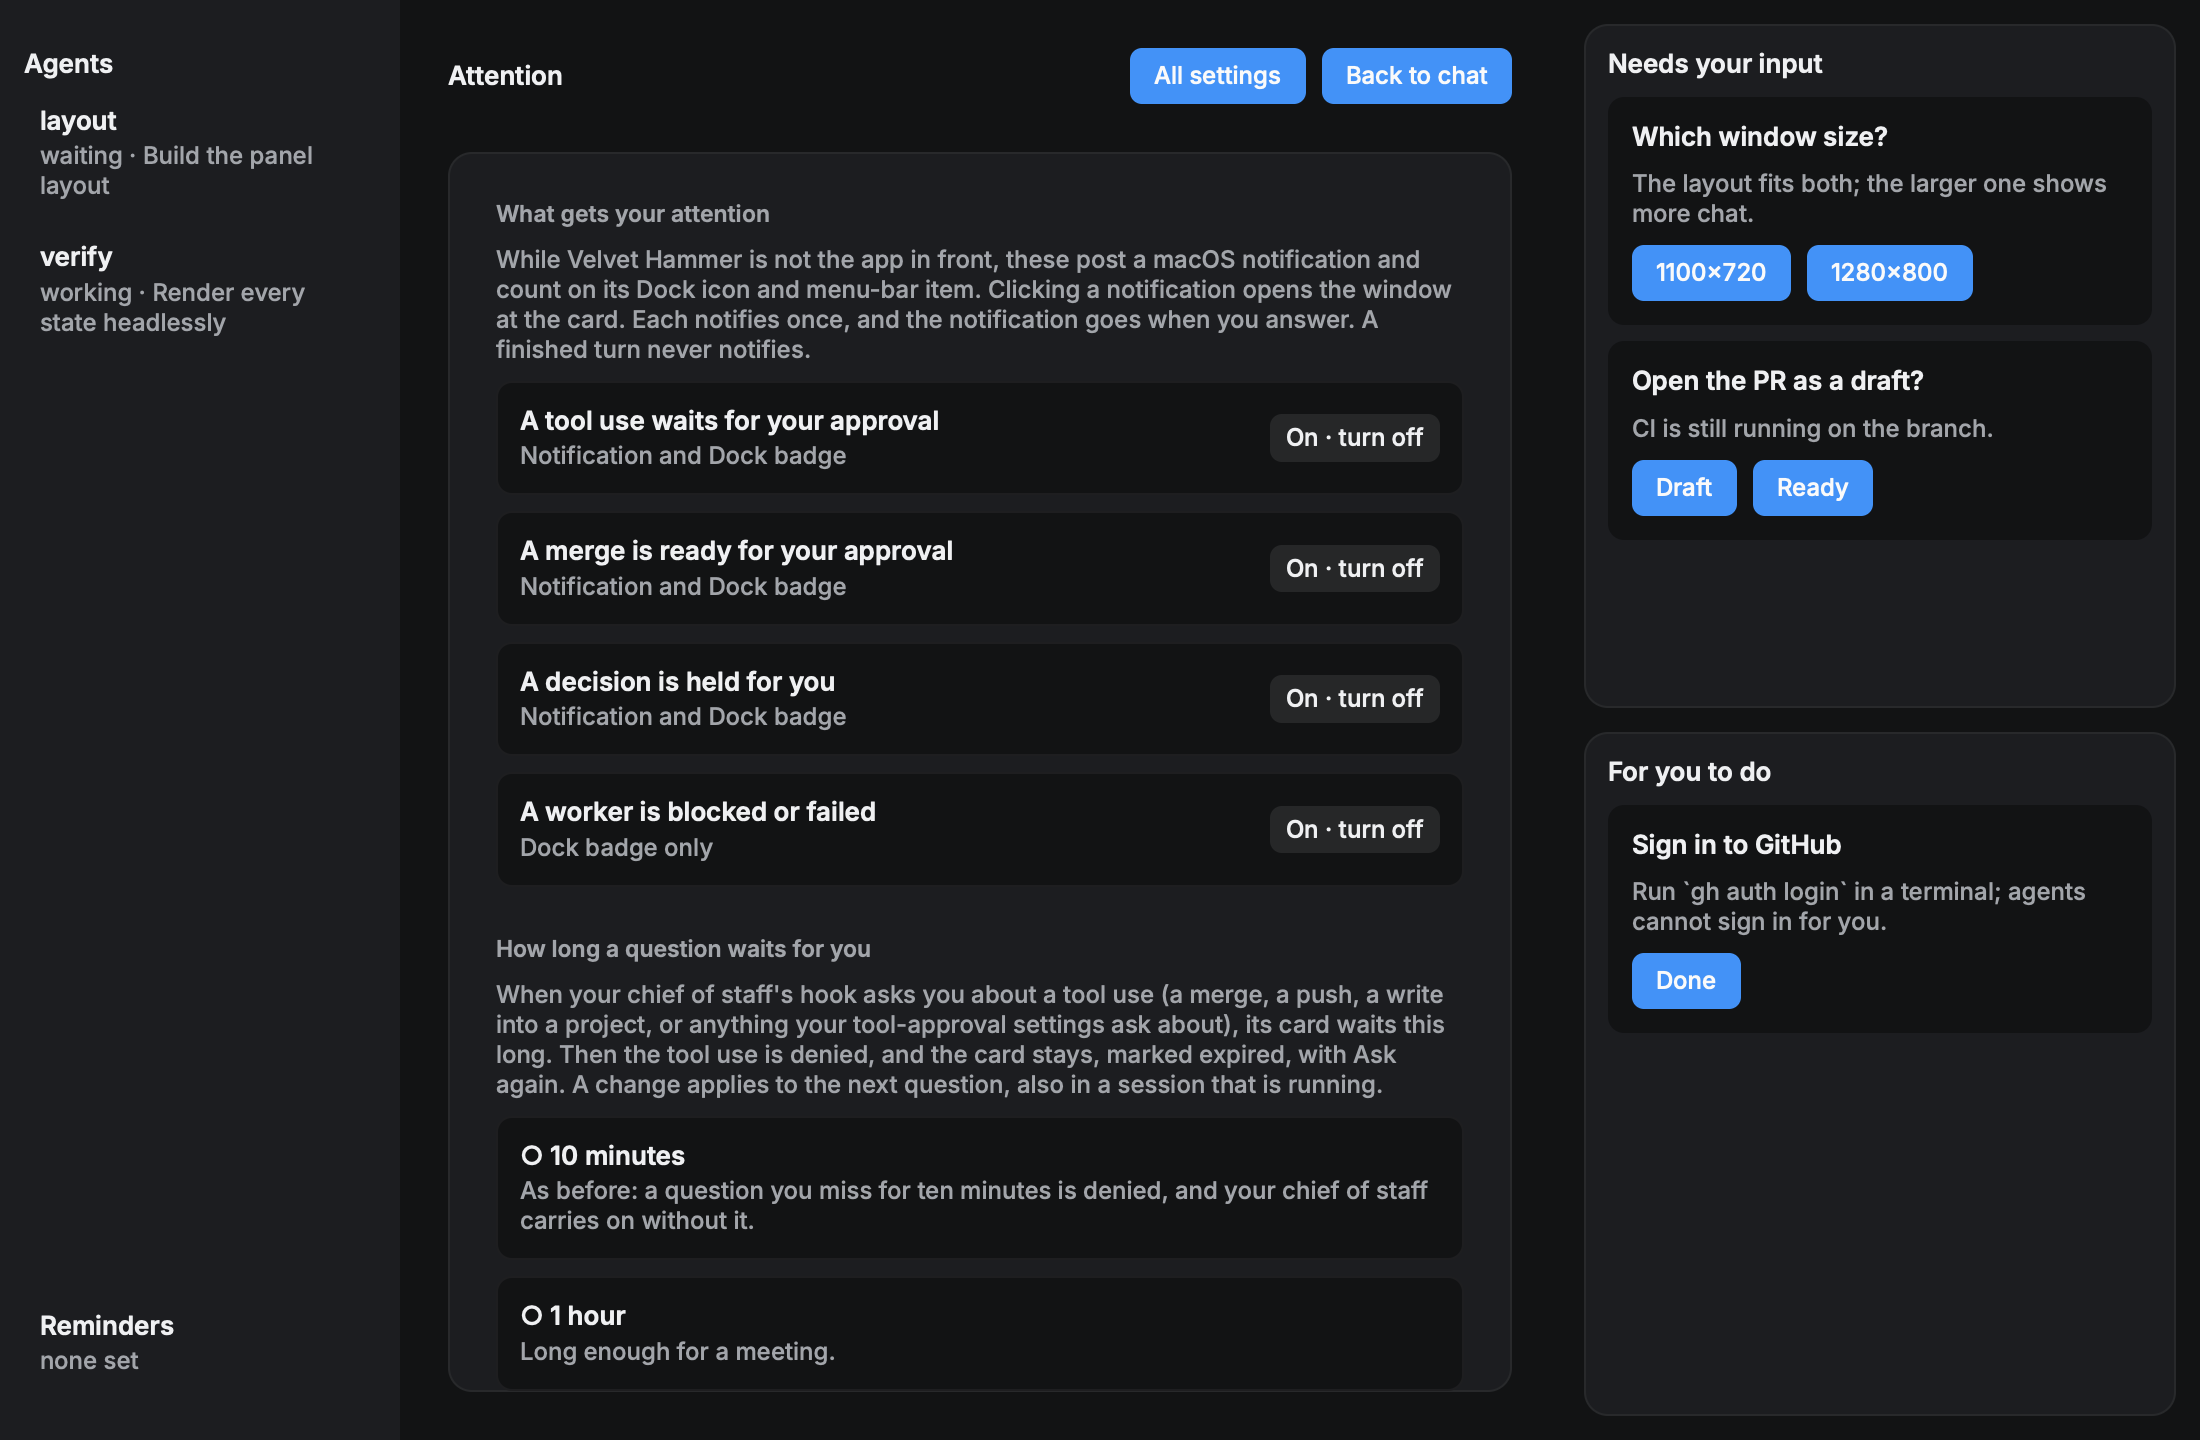 Agents
layout
waiting · Build the panel
layout
verify
working · Render every
state headlessly
Reminders
none set
Attention
All settings
Back to chat
What gets your attention
While Velvet Hammer is not the app in front, these post a macOS notification and
count on its Dock icon and menu-bar item. Clicking a notification opens the window
at the card. Each notifies once, and the notification goes when you answer. A
finished turn never notifies.
A tool use waits for your approval
Notification and Dock badge
On · turn off
A merge is ready for your approval
Notification and Dock badge
On · turn off
A decision is held for you
Notification and Dock badge
On · turn off
A worker is blocked or failed
Dock badge only
On · turn off
How long a question waits for you
When your chief of staff's hook asks you about a tool use (a merge, a push, a write
into a project, or anything your tool-approval settings ask about), its card waits this
long. Then the tool use is denied, and the card stays, marked expired, with Ask
again. A change applies to the next question, also in a session that is running.
10 minutes
As before: a question you miss for ten minutes is denied, and your chief of staff
carries on without it.
1 hour
Long enough for a meeting.
Needs your input
Which window size?
The layout fits both; the larger one shows
more chat.
1100×720
1280×800
Open the PR as a draft?
CI is still running on the branch.
Draft
Ready
For you to do
Sign in to GitHub
Run `gh auth login` in a terminal; agents
cannot sign in for you.
Done